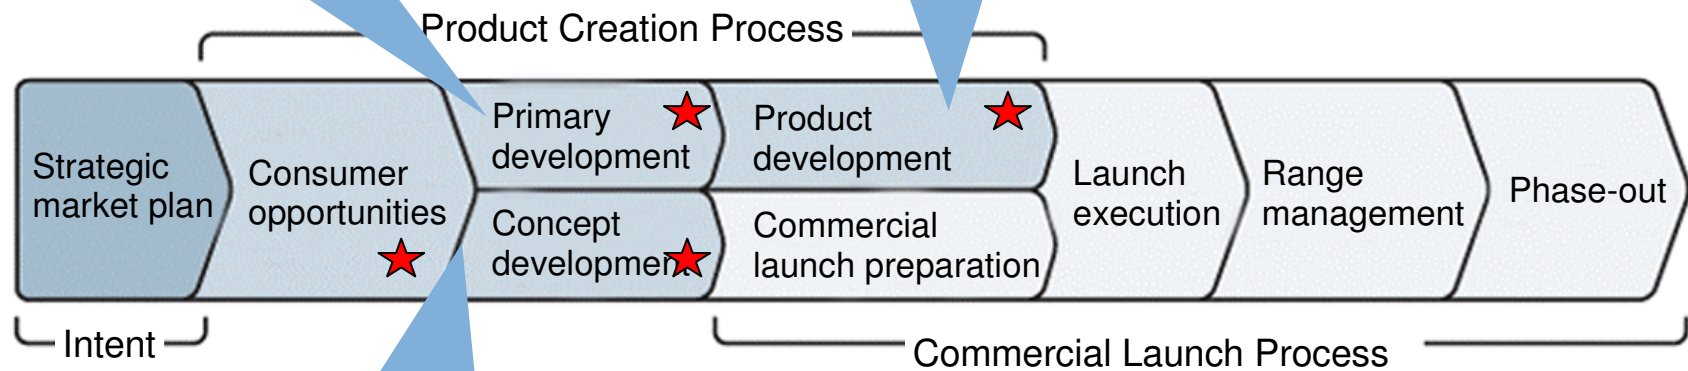 Product Creation Process
Strategic
market plan
Consumer
opportunities
Primary
development
Concept
development
Product
development
Commercial
launch preparation
Launch
execution
Range
management
Phase-out
Intent
Commercial Launch Process